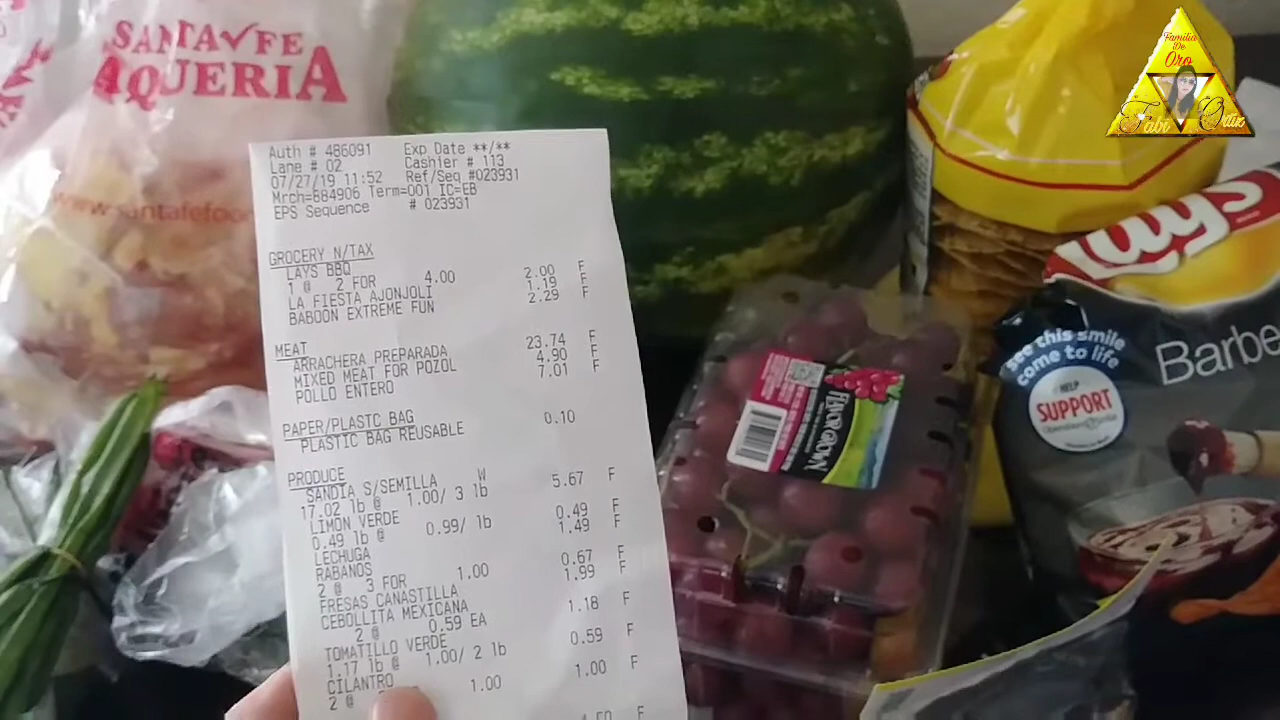 SANTA FE
AQUERIA
www.santafefoo
Familia
De
Oro
Fabi Ortiz
Auth # 486091 Exp Date **/**
Lane # 02 Cashier # 113
07/27/19 11:52 Ref/Seq #023931
Mrch=684906 Term=001 IC=EB
EPS Sequence # 023931
GROCERY N/TAX
LAYS BBQ 2.00 F
1 @ 2 FOR 4.00
LA FIESTA AJONJOLI 1.19 F
BABOON EXTREME FUN 2.29 F
MEAT
ARRACHERA PREPARADA 23.74 F
MIXED MEAT FOR POZOL 4.90 F
POLLO ENTERO 7.01 F
PAPER/PLASTC BAG
PLASTIC BAG REUSABLE 0.10
PRODUCE
SANDIA S/SEMILLA W 5.67 F
17.02 lb @ 1.00/ 3 lb
LIMON VERDE 0.49 F
0.49 lb @ 0.99/ lb
LECHUGA 1.49 F
RABANOS 0.67 F
2 @ 3 FOR 1.00
FRESAS CANASTILLA 1.99 F
CEBOLLITA MEXICANA 1.18 F
2 @ 0.59 EA
TOMATILLO VERDE 0.59 F
1.17 lb @ 1.00/ 2 lb
CILANTRO 1.00 F
2 @ 1.00
FLAVOR GROWN
Lay's
see this smile
come to life
HELP
SUPPORT
Barbe